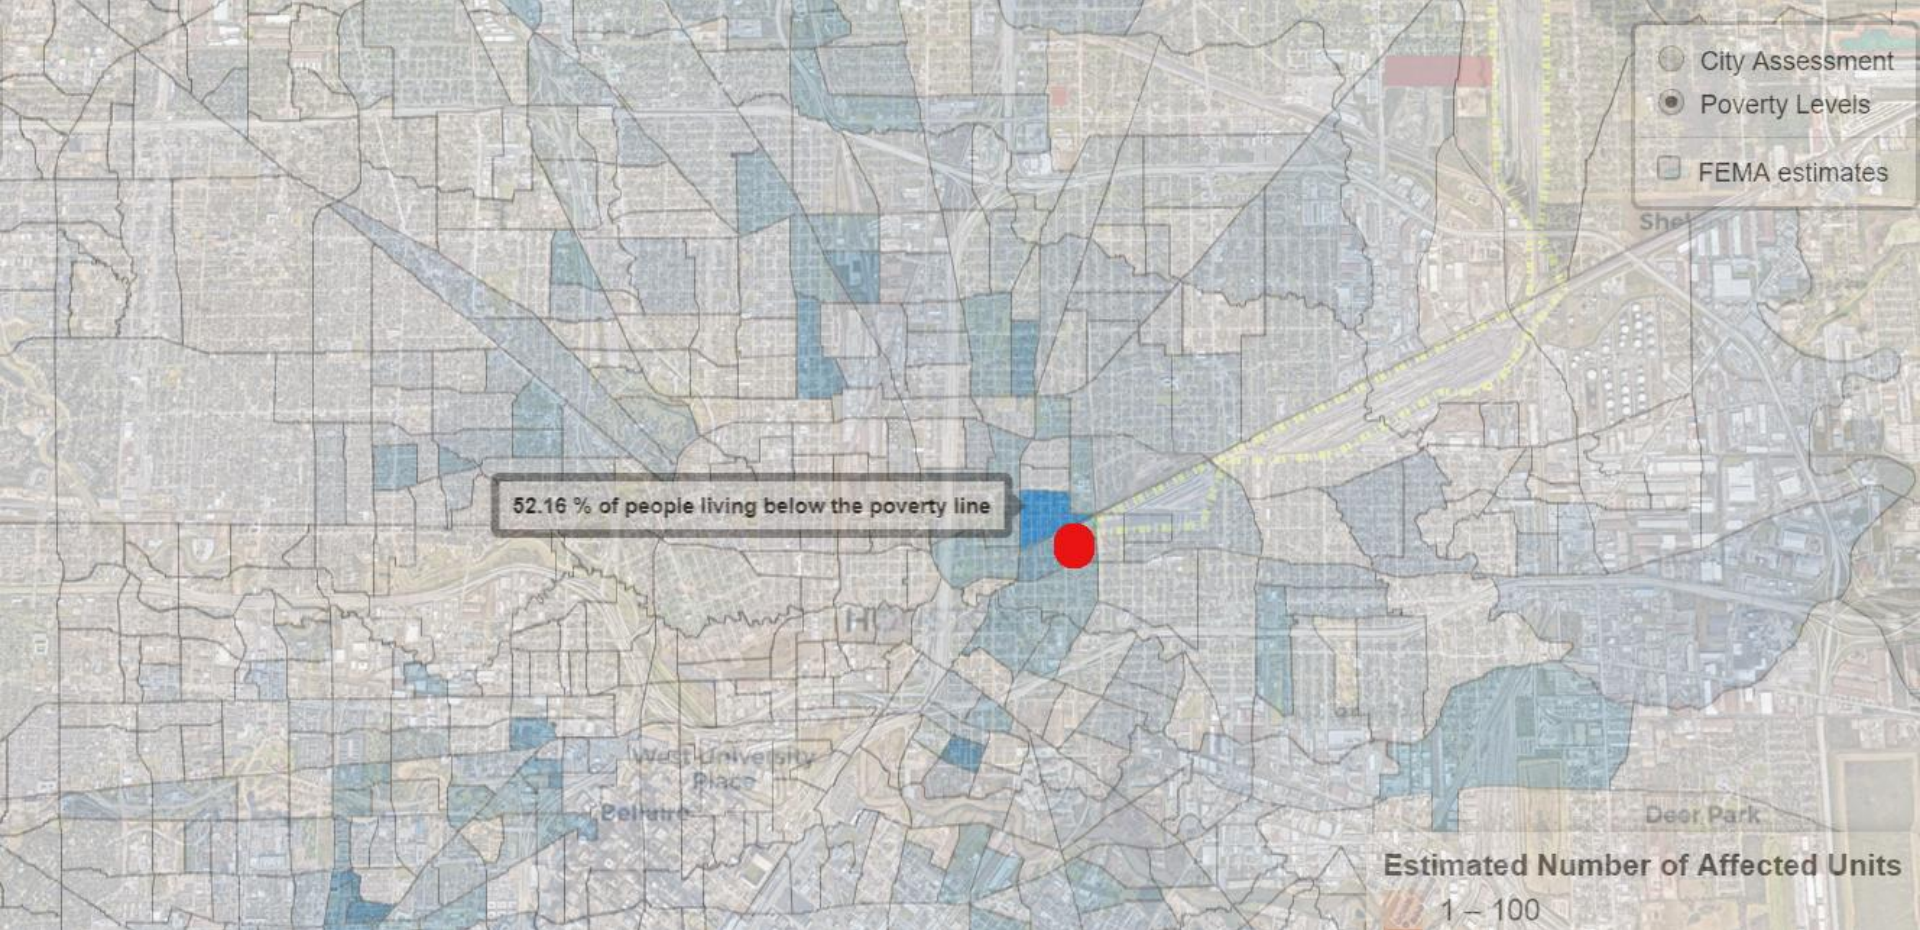 City Assessment
Poverty Levels
FEMA estimates
52.16 % of people living below the poverty line
West University
Place
Bellaire
Deer Park
Estimated Number of Affected Units
1 – 100